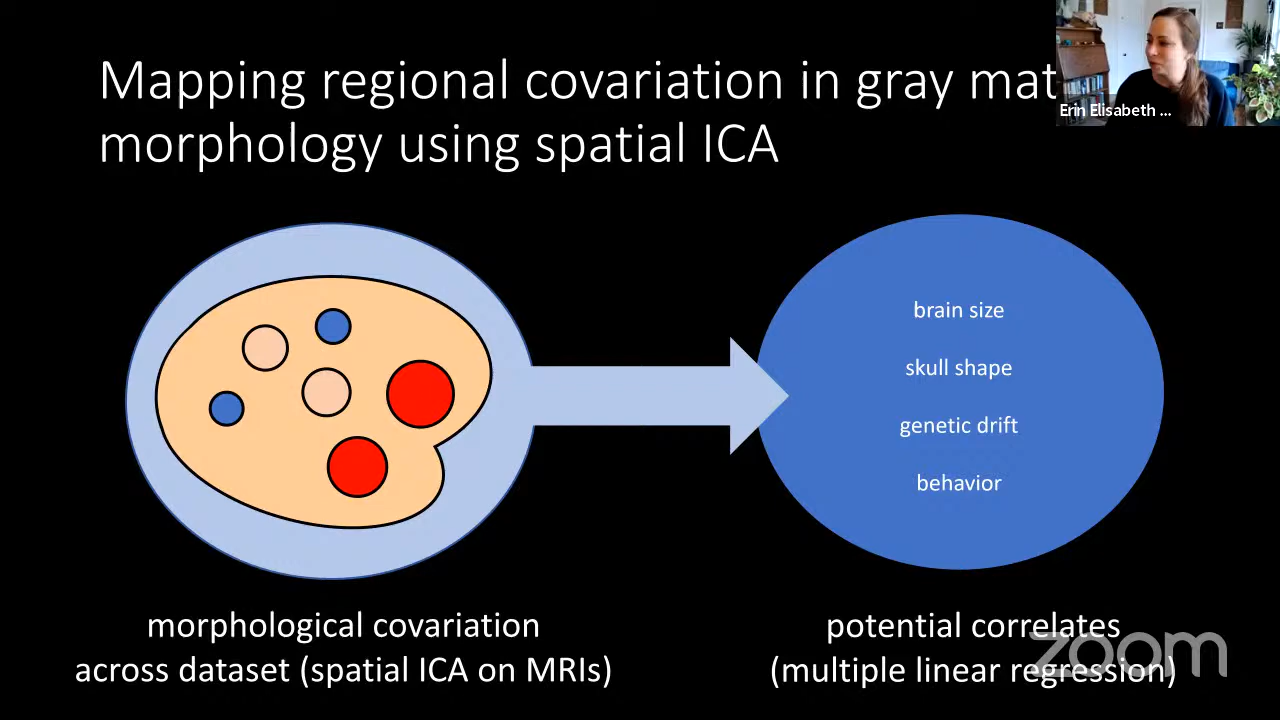 Mapping regional covariation in gray mat
morphology using spatial ICA
Erin Elisabeth ...
brain size
skull shape
genetic drift
behavior
morphological covariation
across dataset (spatial ICA on MRIs)
potential correlates
(multiple linear regression)
zoom